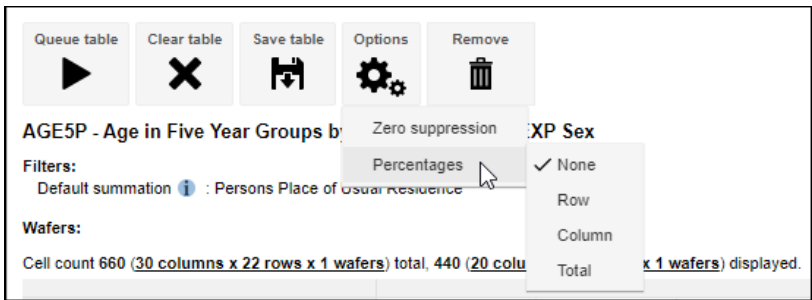 Queue table Clear table Save table Options Remove
Zero suppression
AGE5P - Age in Five Year Groups by XP Sex
Percentages
None
Row
Column
Total
Filters:
Default summation i : Persons Place of Usual Residence
Wafers:
Cell count 660 (30 columns x 22 rows x 1 wafers) total, 440 (20 colu x 1 wafers) displayed.